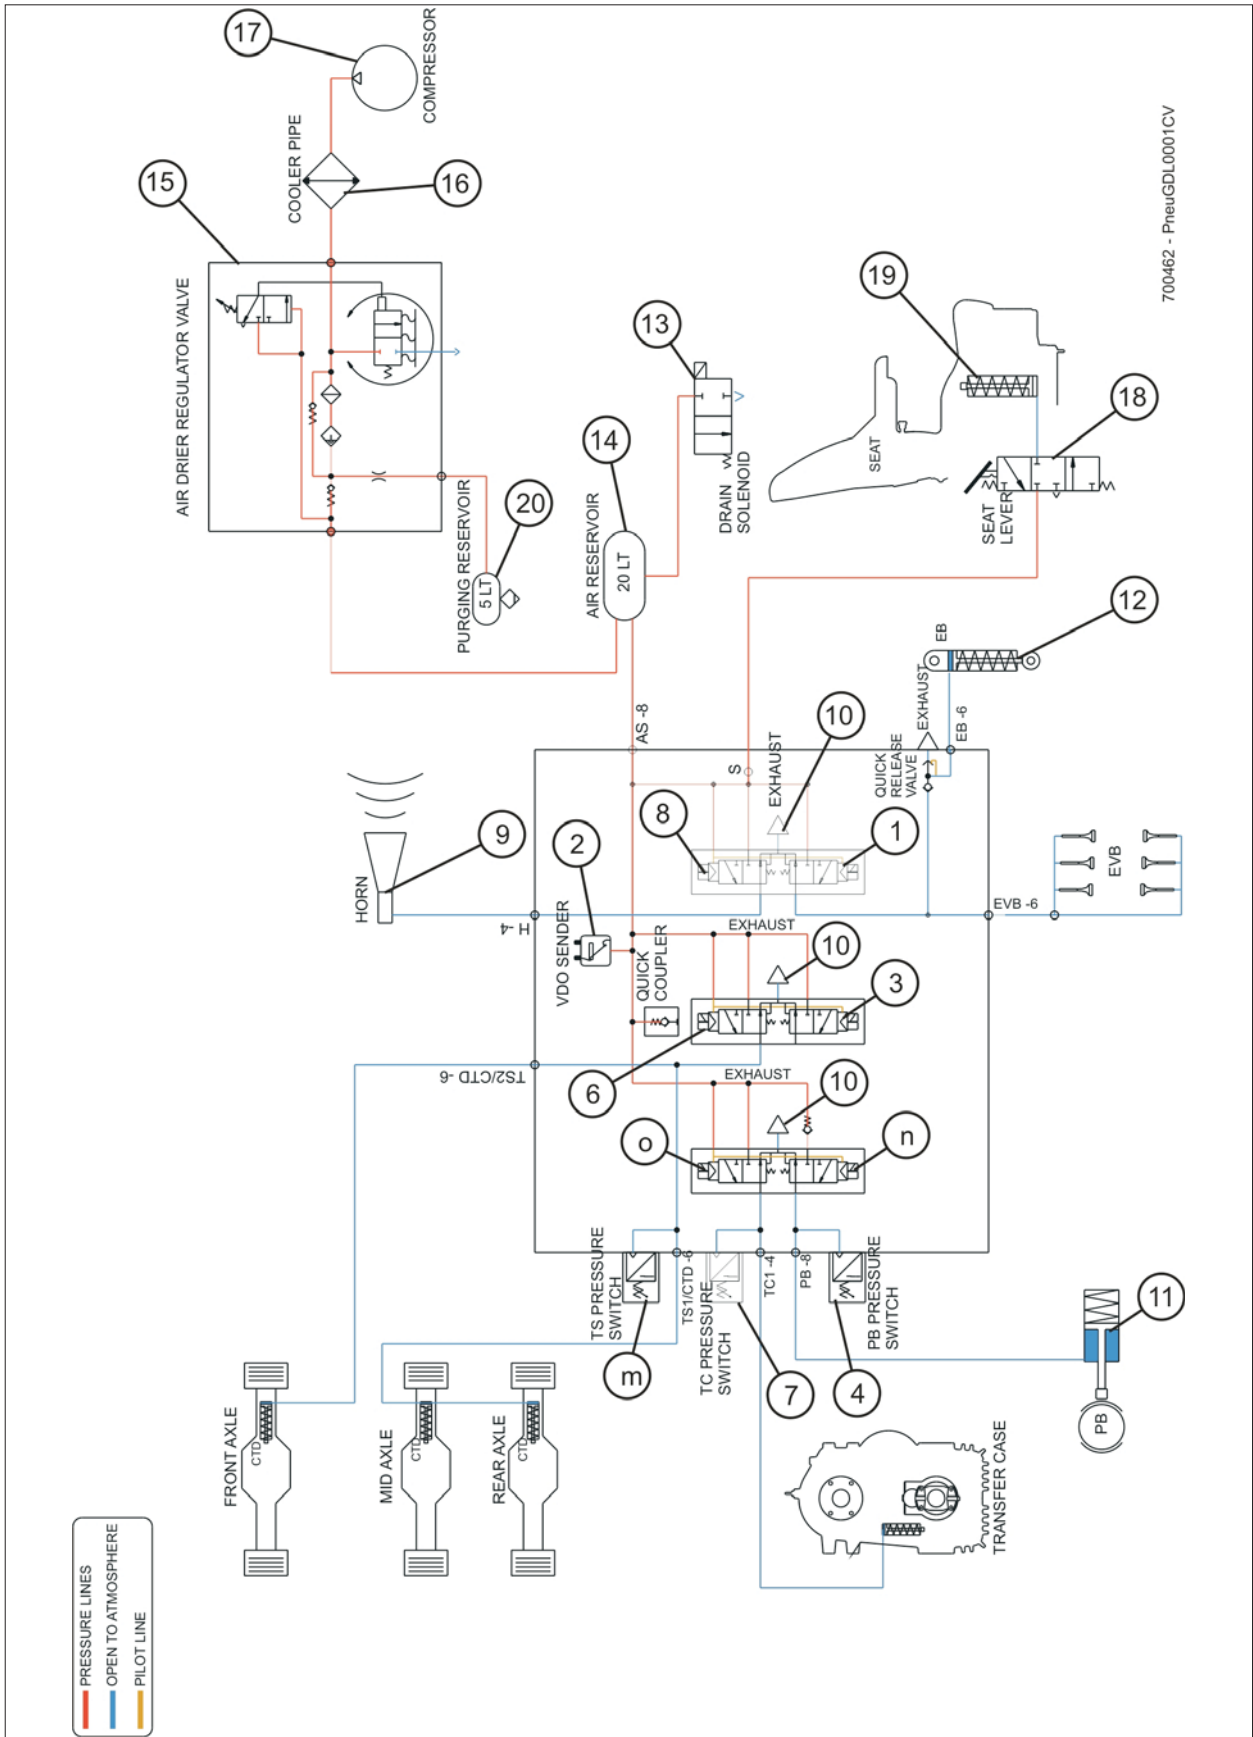 17
COMPRESSOR
COOLER PIPE
16
15
AIR DRIER REGULATOR VALVE
700462 - PneuGDL0001CV
19
13
18
SEAT
SEAT
LEVER
14
DRAIN
SOLENOID
AIR RESERVOIR
20 LT
20
PURGING RESERVOIR
5 LT
12
EB
EXHAUST
EB -6
QUICK
RELEASE
VALVE
AS -8
S
10
EXHAUST
8
1
9
HORN
H -4
2
VDO SENDER
EXHAUST
EVB -6
EVB
QUICK
COUPLER
10
3
6
TS2/CTD -6
EXHAUST
10
o
n
TS PRESSURE
SWITCH
TS1/CTD -6
TC PRESSURE
SWITCH
TC1 -4
PB -8
PB PRESSURE
SWITCH
m
7
4
11
PB
FRONT AXLE
CTD
MID AXLE
CTD
REAR AXLE
CTD
TRANSFER CASE
PRESSURE LINES
OPEN TO ATMOSPHERE
PILOT LINE